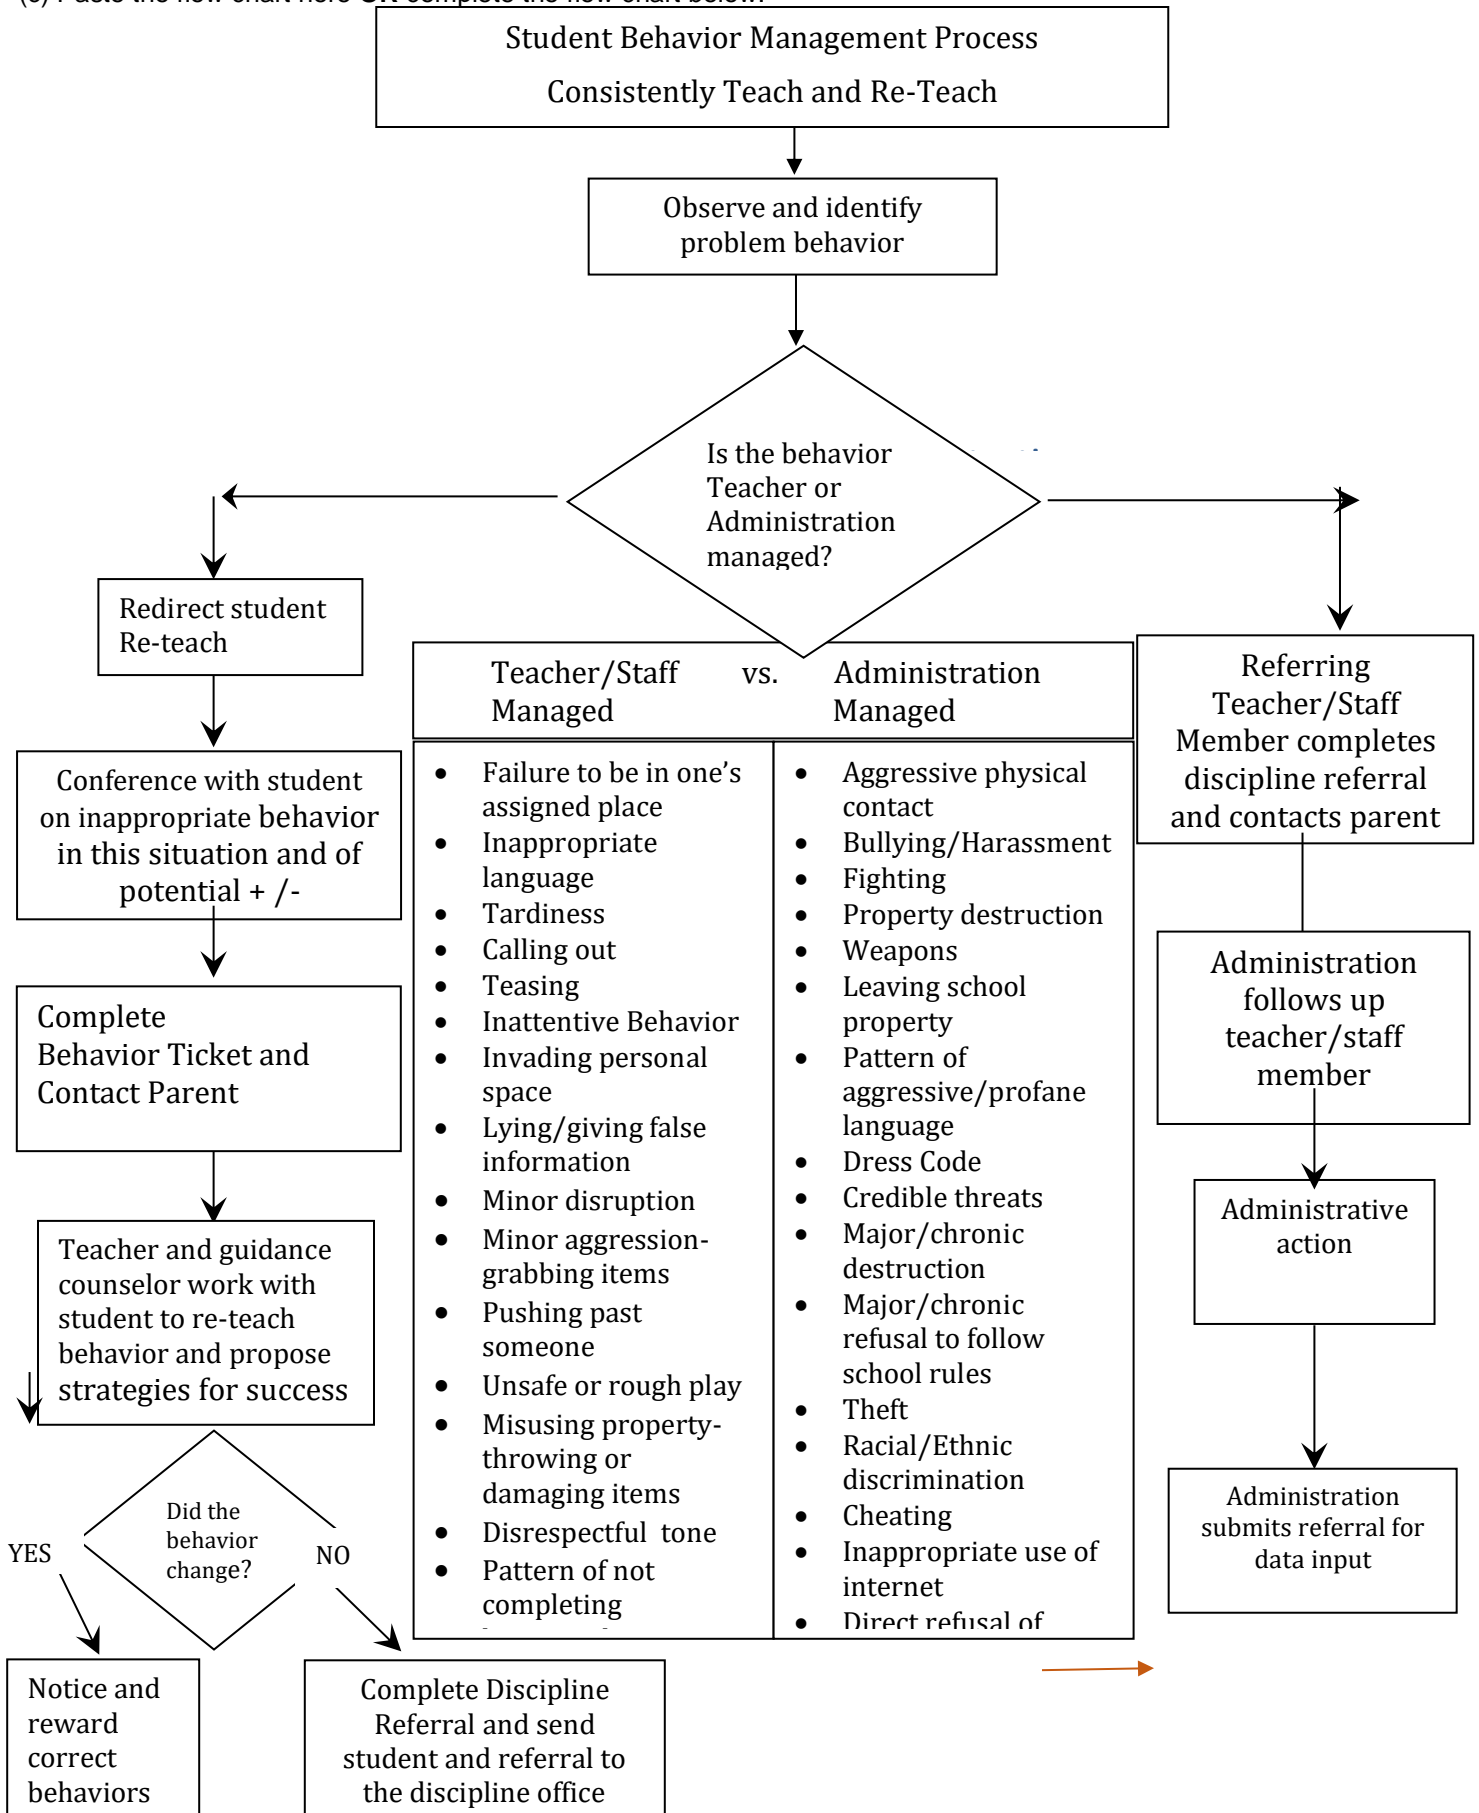 Student Behavior Management Process
Consistently Teach and Re-Teach
Observe and identify
problem behavior
Is the behavior
Teacher or
Administration
managed?
Redirect student
Re-teach
Conference with student
on inappropriate behavior
in this situation and of
potential + /-
Complete
Behavior Ticket and
Contact Parent
Teacher and guidance
counselor work with
student to re-teach
behavior and propose
strategies for success
Did the
behavior
change?
YES
NO
Notice and
reward
correct
behaviors
Complete Discipline
Referral and send
student and referral to
the discipline office
Teacher/Staff vs. Administration
Managed Managed
• Failure to be in one’s
assigned place
• Inappropriate
language
• Tardiness
• Calling out
• Teasing
• Inattentive Behavior
• Invading personal
space
• Lying/giving false
information
• Minor disruption
• Minor aggression-
grabbing items
• Pushing past
someone
• Unsafe or rough play
• Misusing property-
throwing or
damaging items
• Disrespectful tone
• Pattern of not
completing
• Aggressive physical
contact
• Bullying/Harassment
• Fighting
• Property destruction
• Weapons
• Leaving school
property
• Pattern of
aggressive/profane
language
• Dress Code
• Credible threats
• Major/chronic
destruction
• Major/chronic
refusal to follow
school rules
• Theft
• Racial/Ethnic
discrimination
• Cheating
• Inappropriate use of
internet
• Direct refusal of
Referring
Teacher/Staff
Member completes
discipline referral
and contacts parent
Administration
follows up
teacher/staff
member
Administrative
action
Administration
submits referral for
data input